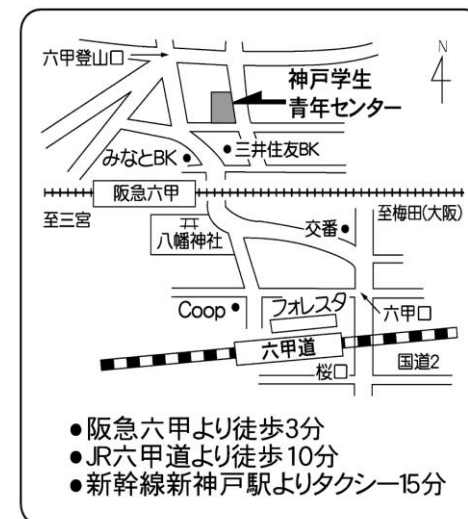 六甲登山口
N
神戸学生
青年センター
みなとBK
三井住友BK
阪急六甲
至三宮
至梅田(大阪)
八幡神社
交番
Coop
フォレスタ
六甲口
六甲道
桜口
国道2
●阪急六甲より徒歩3分
●JR六甲道より徒歩10分
●新幹線新神戸駅よりタクシー15分